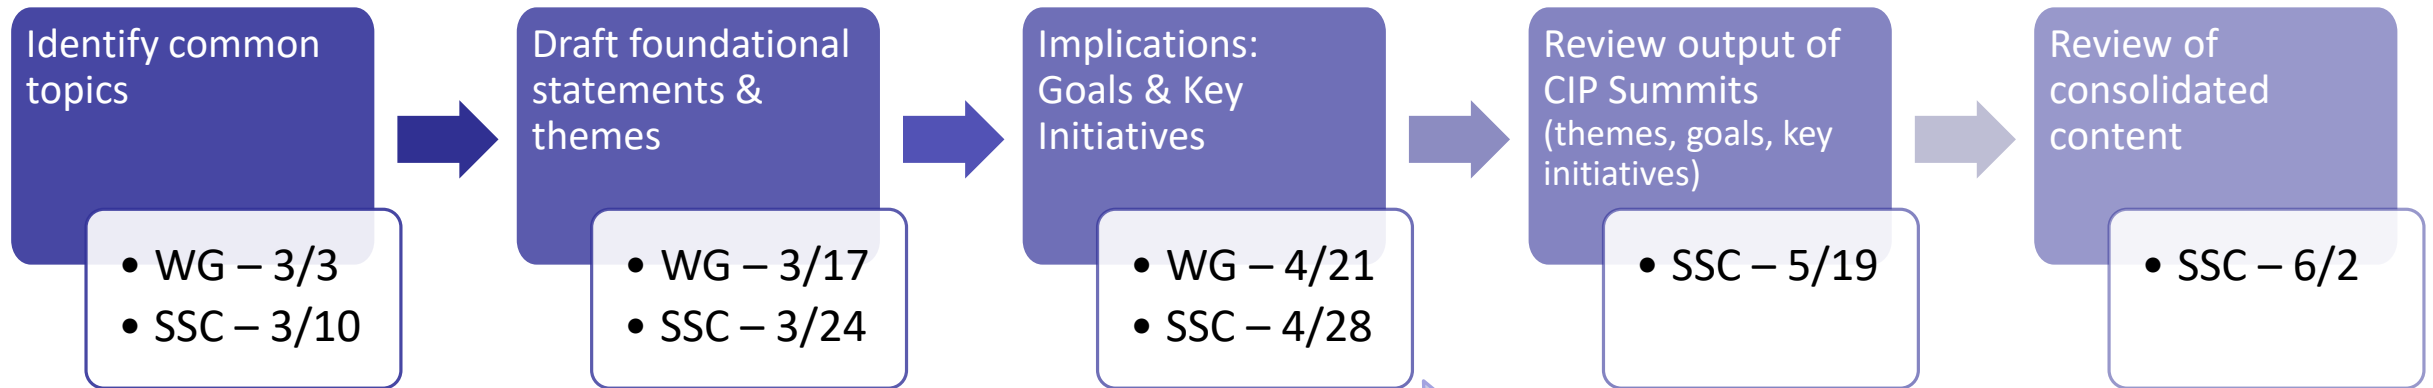 Identify common
topics
• WG – 3/3
• SSC – 3/10
Draft foundational
statements &
themes
• WG – 3/17
• SSC – 3/24
Implications:
Goals & Key
Initiatives
• WG – 4/21
• SSC – 4/28
Review output of
CIP Summits
(themes, goals, key
initiatives)
• SSC – 5/19
Review of
consolidated
content
• SSC – 6/2